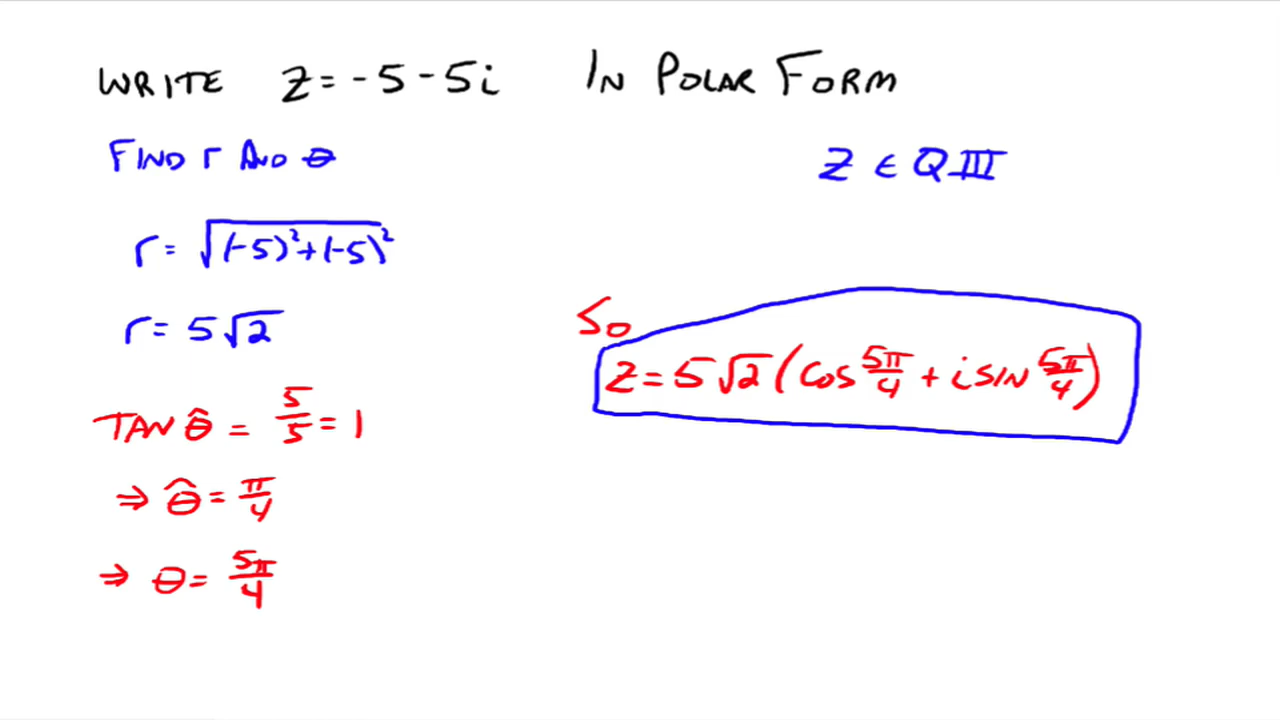 WRITE Z = -5 - 5i IN POLAR FORM
FIND r AND θ
Z ∈ QIII
r = √((-5)² + (-5)²)
r = 5√2
TAN θ̂ = 5/5 = 1
⇒ θ̂ = π/4
⇒ θ = 5π/4
So
Z = 5√2 (cos 5π/4 + i sin 5π/4)